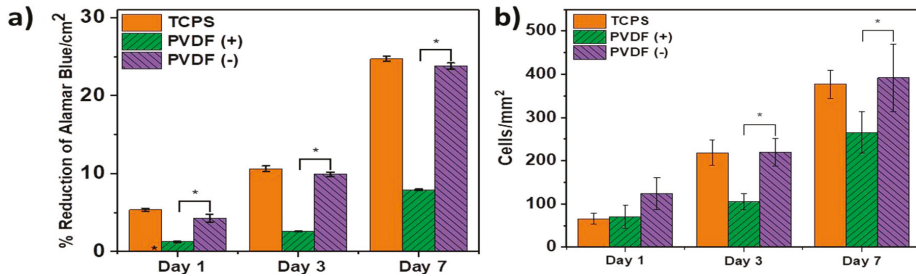 a)
TCPS
PVDF (+)
PVDF (-)
% Reduction of Alamar Blue/cm²
30
20
10
0
*
*
*
*
Day 1
Day 3
Day 7
b)
TCPS
PVDF (+)
PVDF (-)
Cells/mm²
500
400
300
200
100
0
*
*
Day 1
Day 3
Day 7